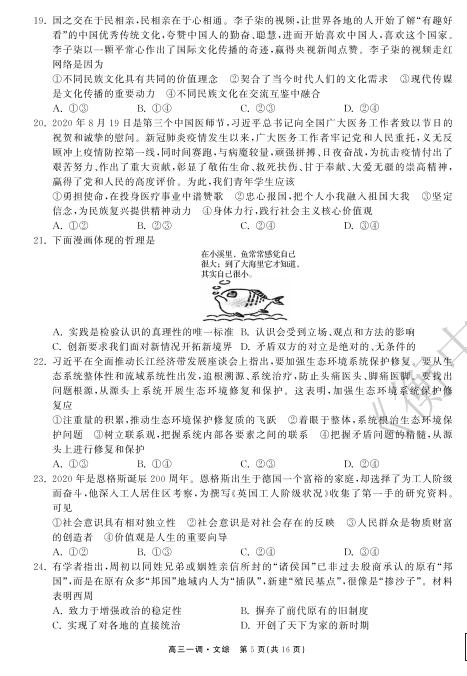 19. 国之交在于民相亲,民相亲在于心相通。李子柒的视频,让世界各地的人开始了解“有趣好
看”的中国优秀传统文化,夸赞中国人的勤奋、聪慧,进而开始喜欢中国人,喜欢这个国家。
李子柒以一颗平常心作出了国际文化传播的奇迹,赢得央视新闻点赞。李子柒的视频走红
网络是因为
①不同民族文化具有共同的价值理念 ②契合了当今时代人们的文化需求 ③现代传媒
是文化传播的重要动力 ④不同民族文化在交流互鉴中融合
A. ①③ B. ①④ C. ②③ D. ②④
20. 2020年8月19日是第三个中国医师节,习近平总书记向全国广大医务工作者致以节日的
祝贺和诚挚的慰问。新冠肺炎疫情发生以来,广大医务工作者牢记党和人民重托,义无反
顾冲上疫情防控第一线,同时间赛跑,与病魔较量,顽强拼搏、日夜奋战,为抗击疫情付出了
艰苦努力、作出了重大贡献,彰显了敬佑生命、救死扶伤、甘于奉献、大爱无疆的崇高精神,
赢得了党和人民的高度评价。为此,我们青年学生应该
①勇担使命,在投身医疗事业中谱赞歌 ②忠心报国,把个人小我融入祖国大我 ③坚定
信念,为民族复兴提供精神动力 ④身体力行,践行社会主义核心价值观
A. ①② B. ①③ C. ②④ D. ③④
21. 下面漫画体现的哲理是
在小溪里,鱼常常感觉自己
很大;到了大海里它才知道,
其实自己很小。
A. 实践是检验认识的真理性的唯一标准 B. 认识会受到立场、观点和方法的影响
C. 创新要求我们面对新情况开拓新境界 D. 矛盾双方的对立是绝对的、无条件的
22. 习近平在全面推动长江经济带发展座谈会上指出,要加强生态环境系统保护修复。要从生
态系统整体性和流域系统性出发,追根溯源、系统治疗,防止头痛医头、脚痛医脚。要找出
问题根源,从源头上系统开展生态环境修复和保护。这表明,加强生态环境系统保护修
复应
①注重量的积累,推动生态环境保护修复质的飞跃 ②着眼于整体,系统根治生态环境保
护问题 ③树立联系观,把握系统内部各要素之间的联系 ④把握矛盾问题的精髓,从源
头上进行修复和保护
A. ①③ B. ①④ C. ②③ D. ②④
23. 2020年是恩格斯诞辰200周年。恩格斯出生于德国一个富裕的家庭,却选择了为工人阶级
而奋斗,他深入工人居住区考察,为撰写《英国工人阶级状况》收集了第一手的研究资料。
可见
①社会意识具有相对独立性 ②社会意识是对社会存在的反映 ③人民群众是物质财富
的创造者 ④价值观是人生的重要向导
A. ①② B. ①③ C. ②④ D. ③④
24. 有学者指出,周初以同姓兄弟或姻姓亲信所封的“诸侯国”已非过去殷商承认的原有“邦
国”,而是在原有众多“邦国”地域内人为“插队”,新建“殖民基点”,很像是“掺沙子”。材料
表明西周
A. 致力于增强政治的稳定性 B. 摒弃了前代原有的旧制度
C. 实现了对各地的直接统治 D. 开创了天下为家的新时期
高三一调·文综 第5页(共16页)